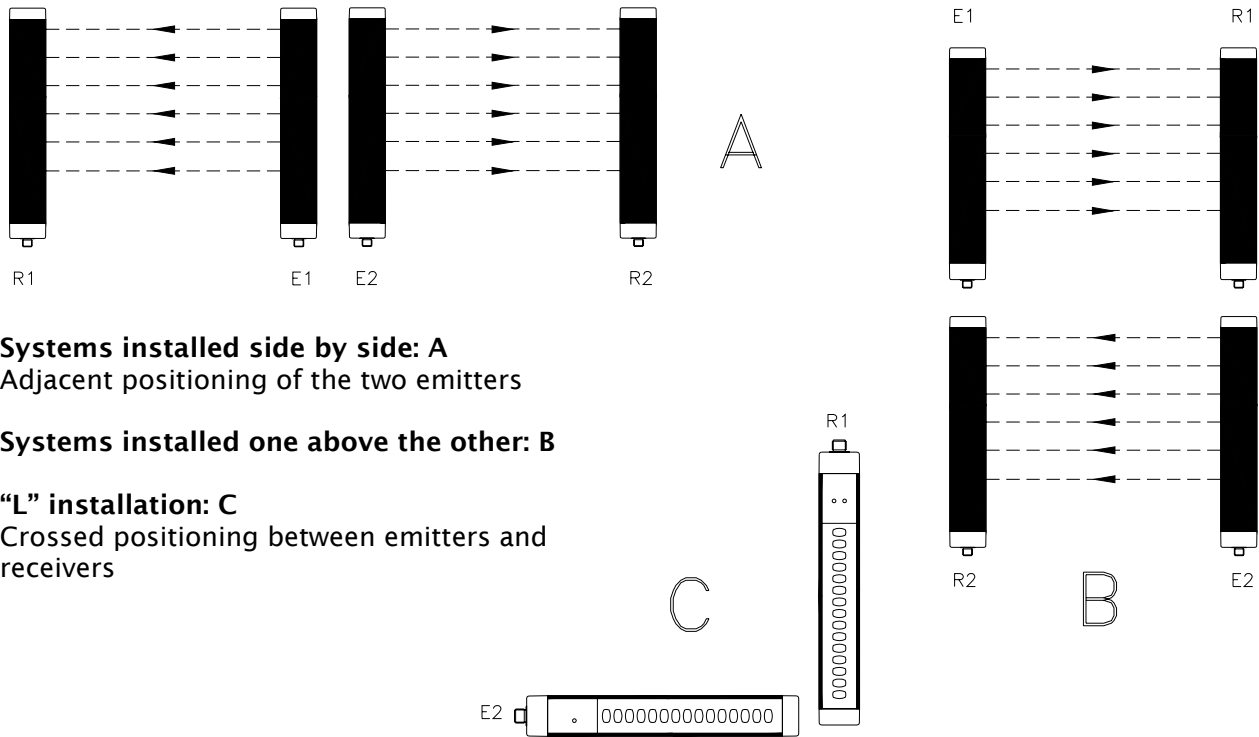 E1 R1
A
R1 E1 E2 R2
Systems installed side by side: A
Adjacent positioning of the two emitters
Systems installed one above the other: B
“L” installation: C
Crossed positioning between emitters and
receivers
R1
R2 E2
B
C
E2